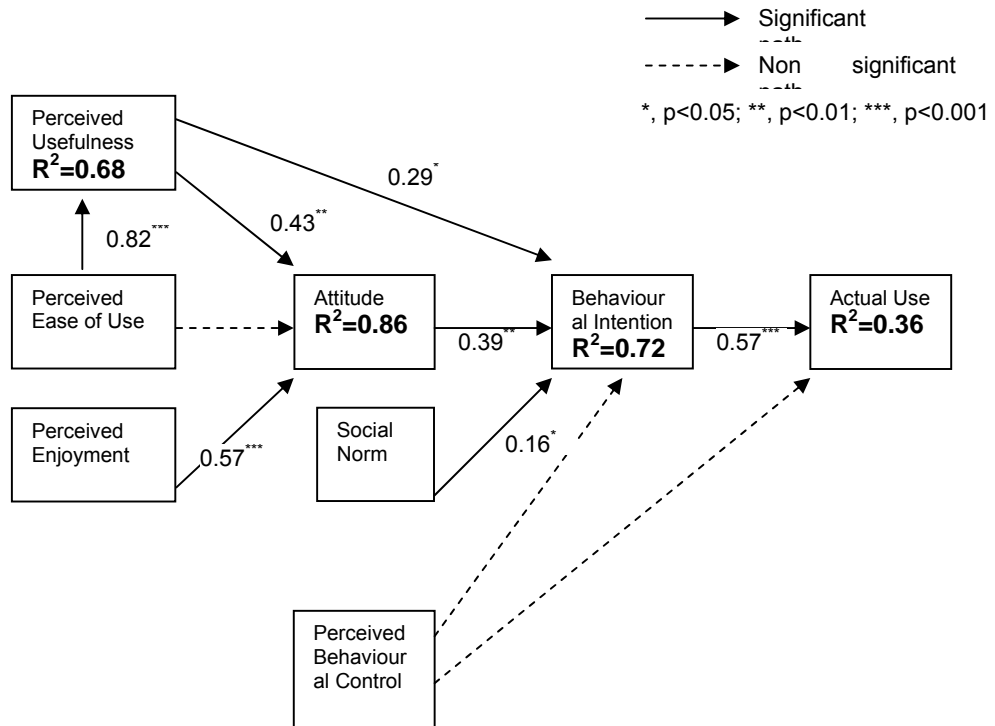 Significant
Non significant
*, p<0.05; **, p<0.01; ***, p<0.001
Perceived
Usefulness
R²=0.68
0.29*
0.43**
0.82***
Perceived
Ease of Use
Attitude
R²=0.86
0.39**
Behaviour
al Intention
R²=0.72
0.57***
Actual Use
R²=0.36
Perceived
Enjoyment
0.57***
Social
Norm
0.16*
Perceived
Behaviour
al Control